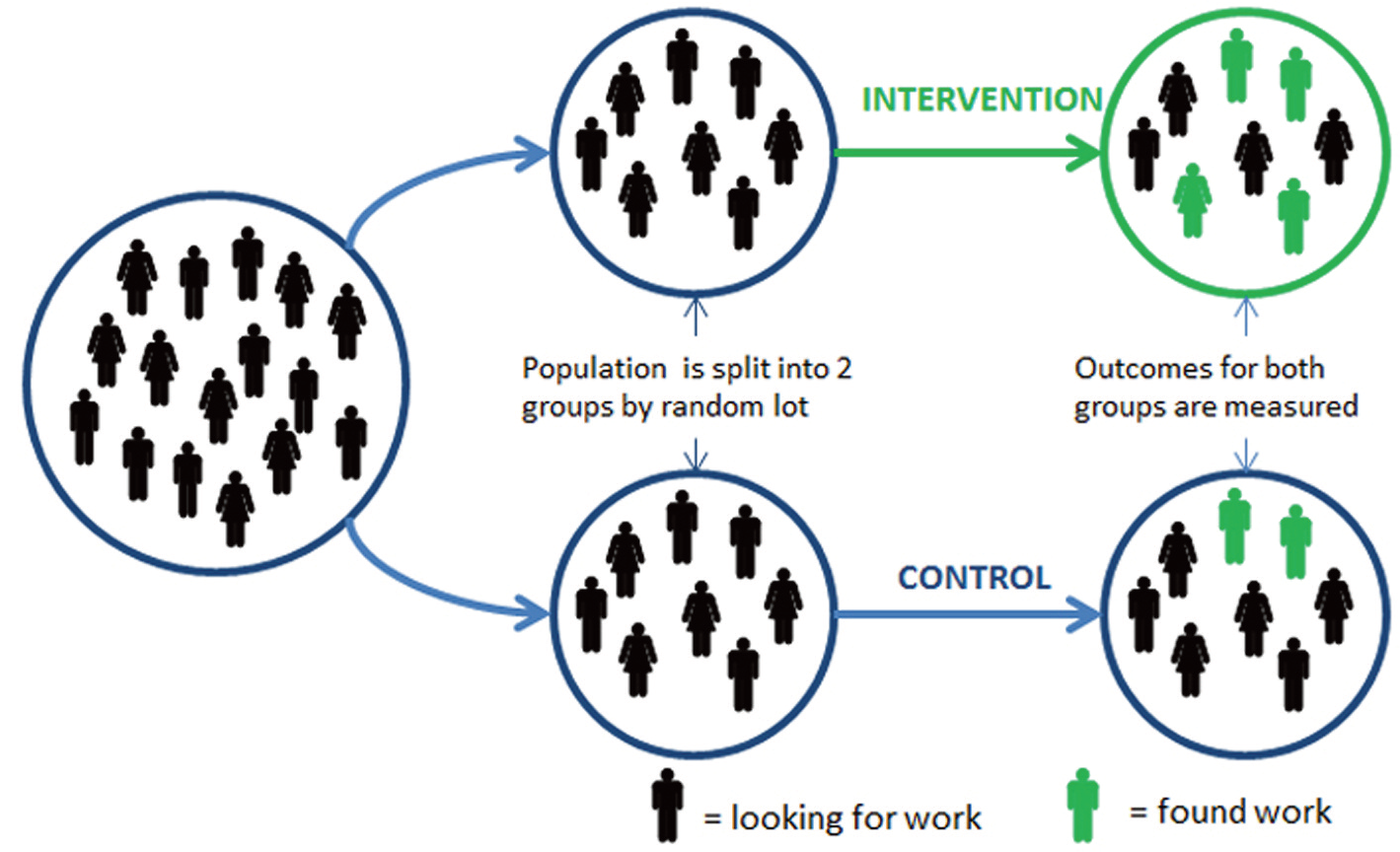 INTERVENTION
Population is split into 2
groups by random lot
Outcomes for both
groups are measured
CONTROL
= looking for work
= found work